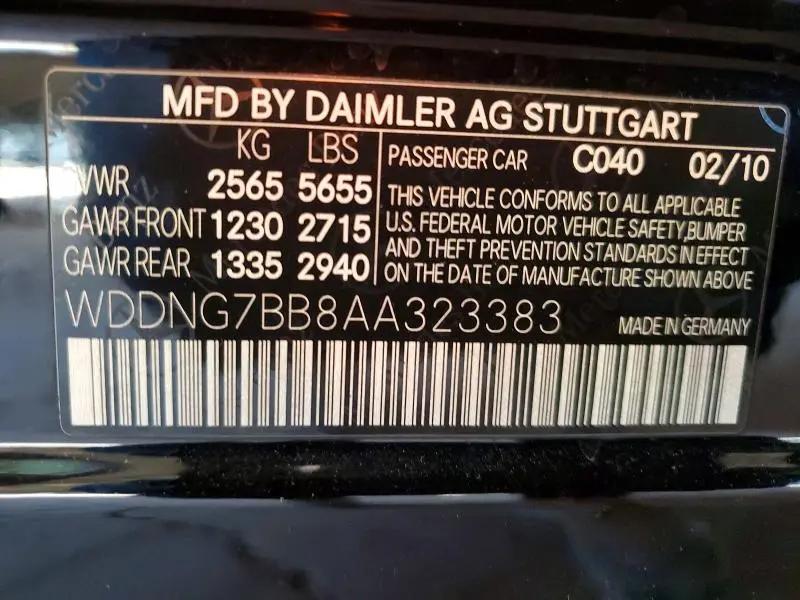 MFD BY DAIMLER AG STUTTGART
KG LBS
GVWR 2565 5655
GAWR FRONT 1230 2715
GAWR REAR 1335 2940
PASSENGER CAR C040 02/10
THIS VEHICLE CONFORMS TO ALL APPLICABLE
U.S. FEDERAL MOTOR VEHICLE SAFETY,BUMPER
AND THEFT PREVENTION STANDARDS IN EFFECT
ON THE DATE OF MANUFACTURE SHOWN ABOVE
WDDNG7BB8AA323383 MADE IN GERMANY